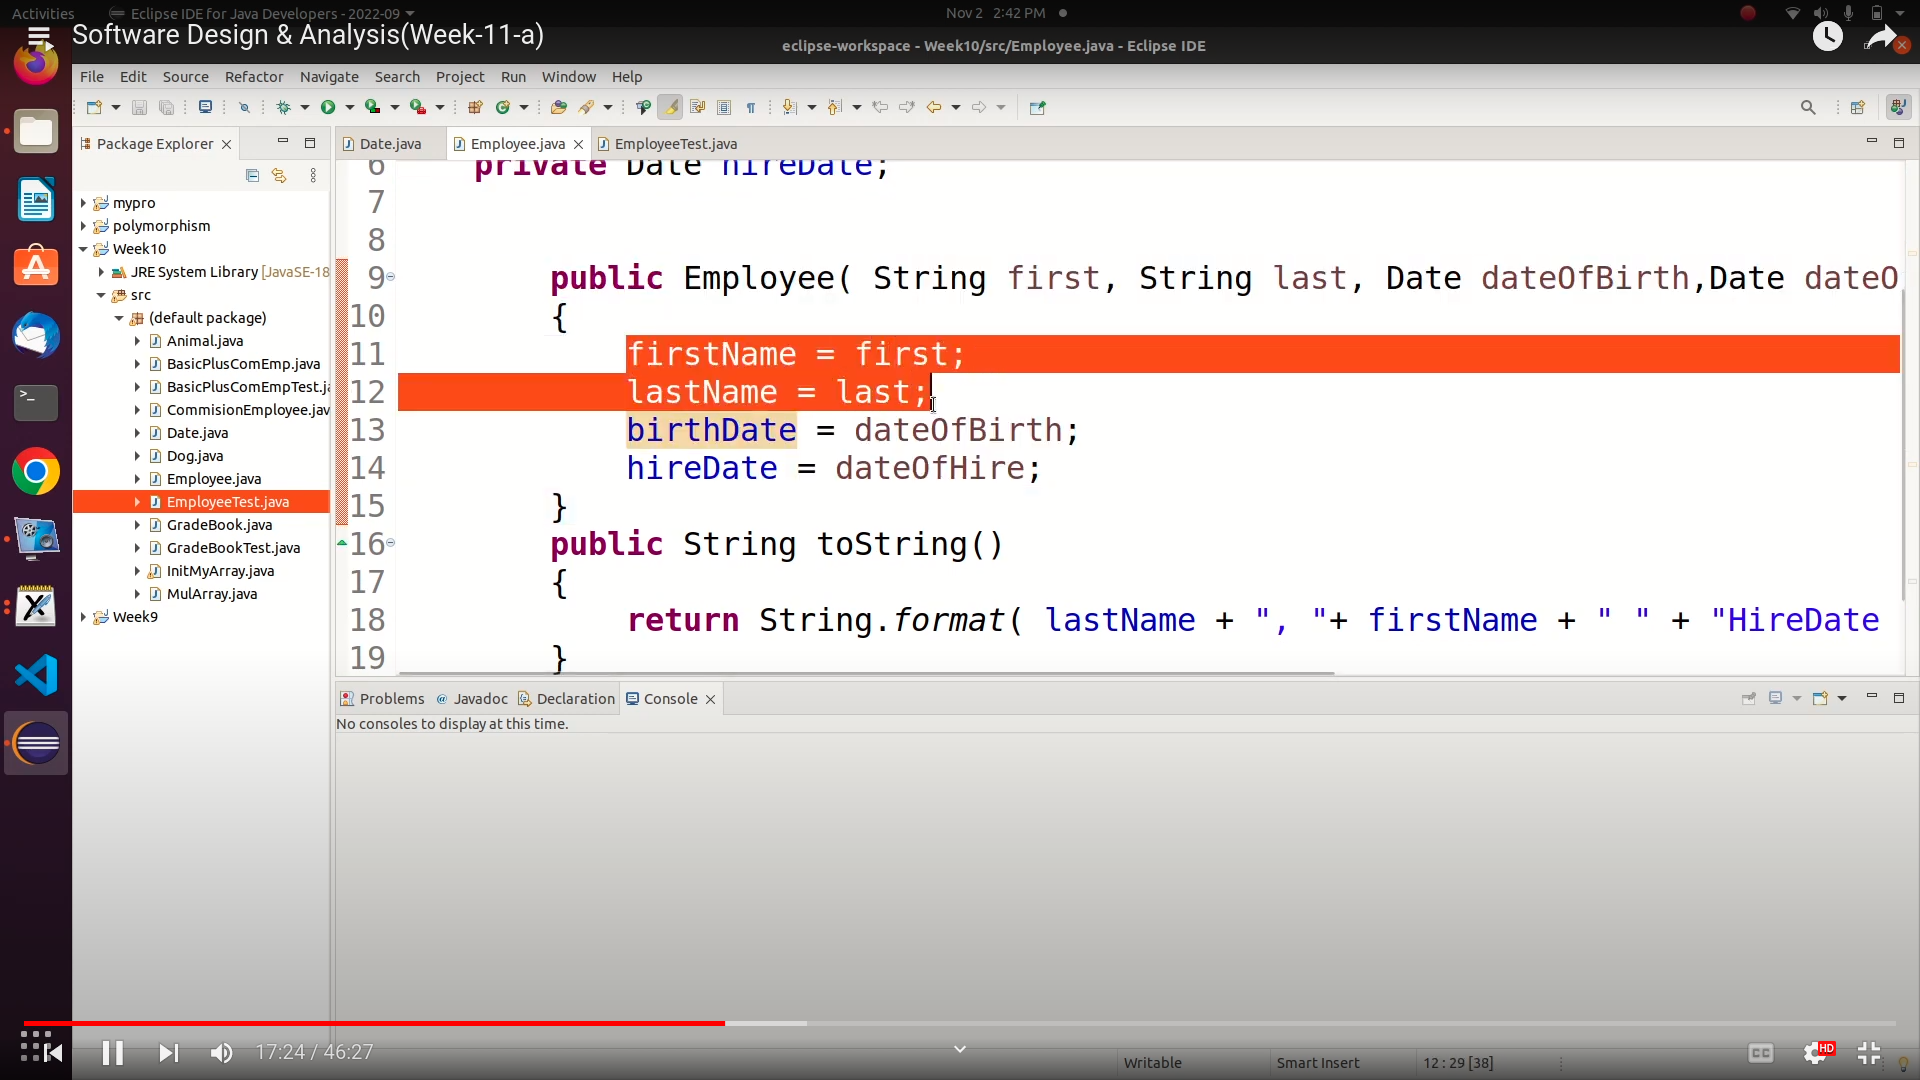 Activities
Eclipse IDE for Java Developers - 2022-09
Nov 2 2:42 PM
Software Design & Analysis(Week-11-a)
eclipse-workspace - Week10/src/Employee.java - Eclipse IDE
File Edit Source Refactor Navigate Search Project Run Window Help
Package Explorer
Date.java
Employee.java
EmployeeTest.java
mypro
polymorphism
Week10
JRE System Library [JavaSE-18
src
(default package)
Animal.java
BasicPlusComEmp.java
BasicPlusComEmpTest.ja
CommisionEmployee.jav
Date.java
Dog.java
Employee.java
EmployeeTest.java
GradeBook.java
GradeBookTest.java
InitMyArray.java
MulArray.java
Week9
6 private Date hireDate;
7
8
9 public Employee( String first, String last, Date dateOfBirth,Date dateO
10 {
11 firstName = first;
12 lastName = last;
13 birthDate = dateOfBirth;
14 hireDate = dateOfHire;
15 }
16 public String toString()
17 {
18 return String.format( lastName + ", "+ firstName + " " + "HireDate
19 }
Problems @ Javadoc Declaration Console
No consoles to display at this time.
17:24 / 46:27
Writable
Smart Insert
12 : 29 [38]
CC
HD